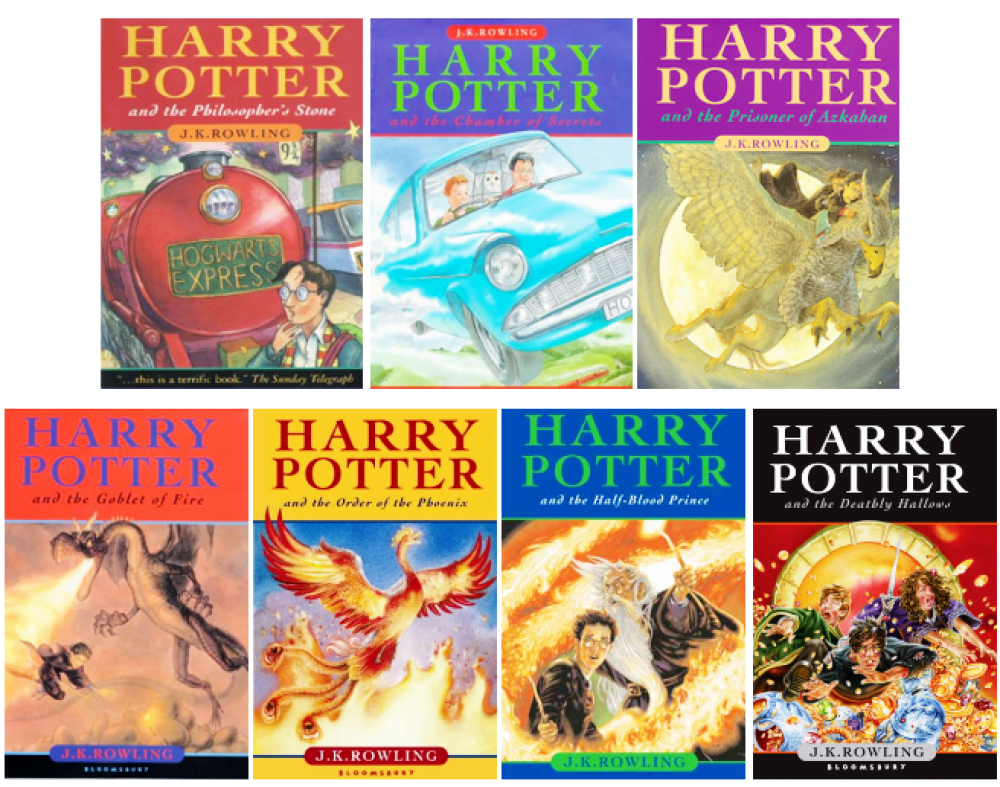 HARRY
POTTER
and the Philosopher's Stone
J.K.ROWLING
9¾
HOGWARTS
EXPRESS
"...this is a terrific book." The Sunday Telegraph
J.K.ROWLING
HARRY
POTTER
and the Chamber of Secrets
HO
HARRY
POTTER
and the Prisoner of Azkaban
J.K.ROWLING
HARRY
POTTER
and the Goblet of Fire
J.K.ROWLING
BLOOMSBURY
HARRY
POTTER
and the Order of the Phoenix
J.K.ROWLING
BLOOMSBURY
HARRY
POTTER
and the Half-Blood Prince
J.K.ROWLING
HARRY
POTTER
and the Deathly Hallows
J.K.ROWLING
BLOOMSBURY